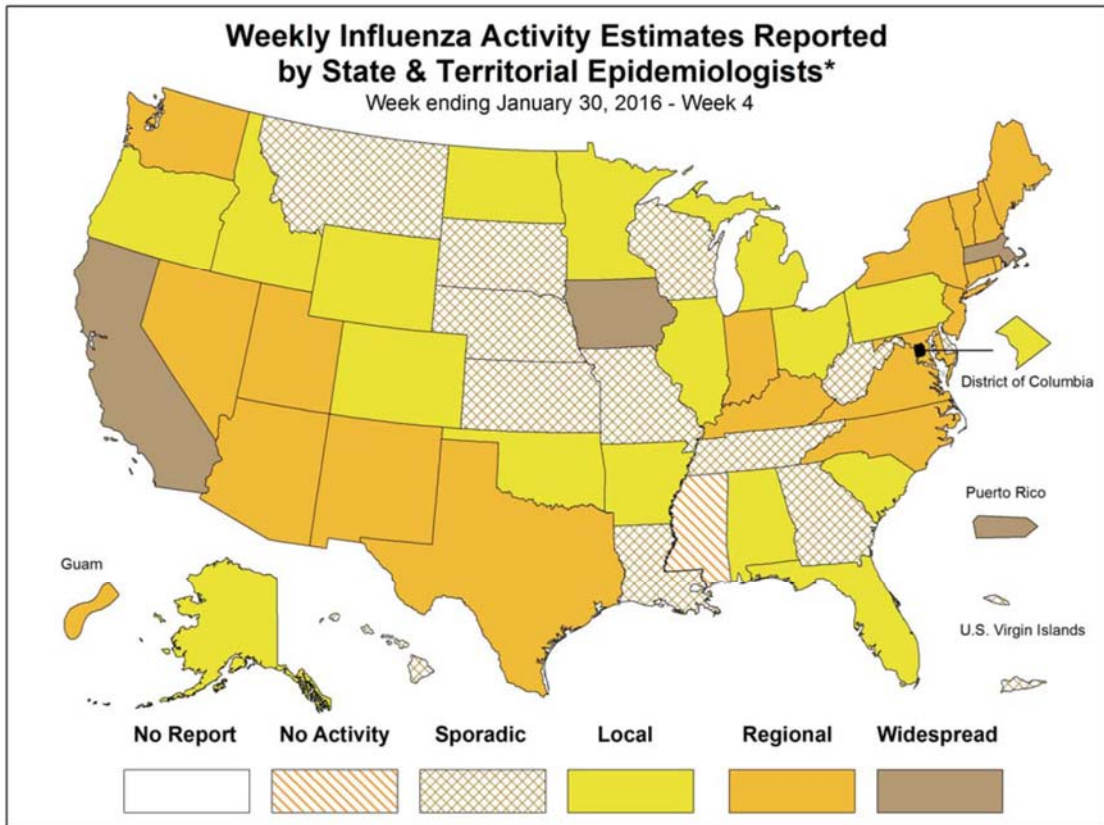 Weekly Influenza Activity Estimates Reported
by State & Territorial Epidemiologists*
Week ending January 30, 2016 - Week 4
District of Columbia
Puerto Rico
Guam
U.S. Virgin Islands
No Report No Activity Sporadic Local Regional Widespread